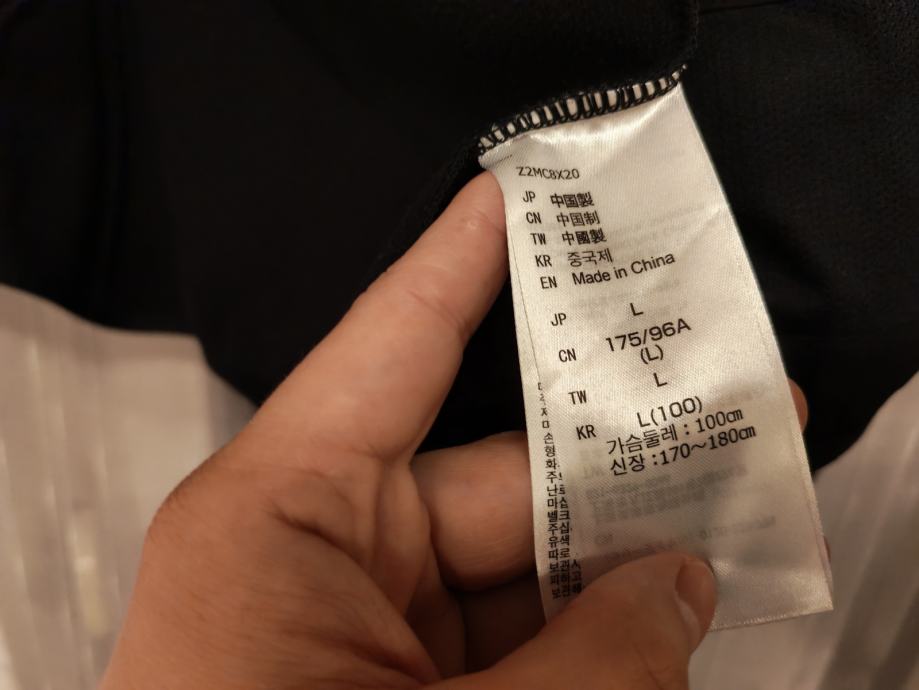 Z2MC8X20
JP 中国製
CN 中国制
TW 中國製
KR 중국제
EN Made in China
JP L
CN 175/96A
(L)
TW L
KR L(100)
가슴둘레 : 100㎝
신장 :170~180㎝